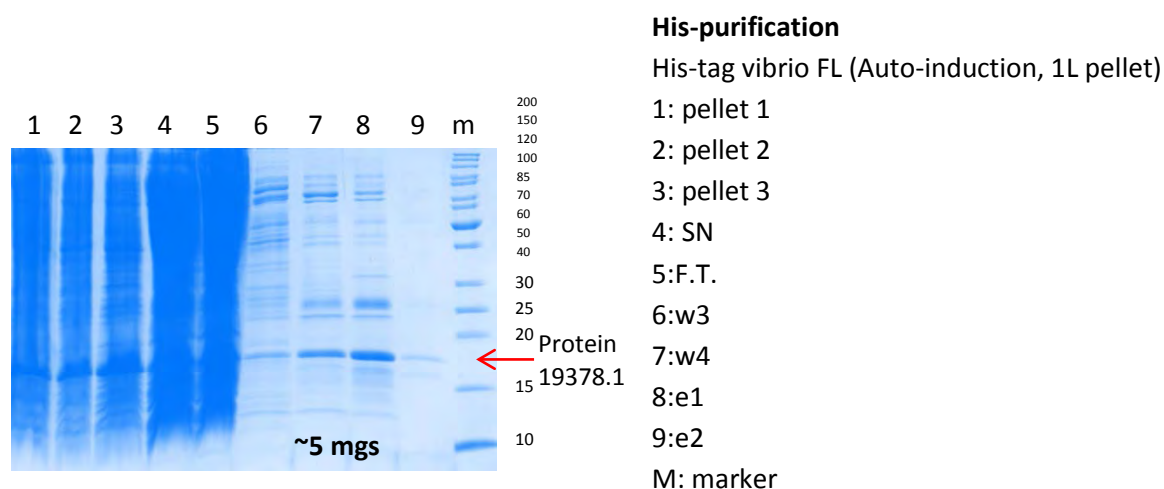 His-purification
His-tag vibrio FL (Auto-induction, 1L pellet)
1: pellet 1
2: pellet 2
3: pellet 3
4: SN
5:F.T.
6:w3
7:w4
8:e1
9:e2
M: marker
1 2 3 4 5 6 7 8 9 m
200
150
120
100
85
70
60
50
40
30
25
20
15
10
Protein
19378.1
~5 mgs